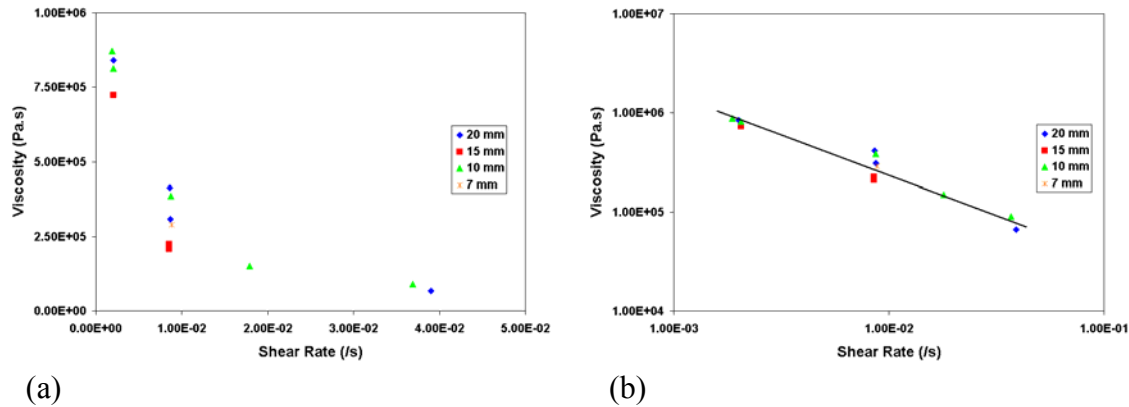 1.00E+06
7.50E+05
5.00E+05
2.50E+05
0.00E+00
Viscosity (Pa.s)
0.00E+00 1.00E-02 2.00E-02 3.00E-02 4.00E-02 5.00E-02
Shear Rate (/s)
20 mm
15 mm
10 mm
7 mm
(a)
1.00E+07
1.00E+06
1.00E+05
1.00E+04
Viscosity (Pa.s)
1.00E-03 1.00E-02 1.00E-01
Shear Rate (/s)
20 mm
15 mm
10 mm
7 mm
(b)